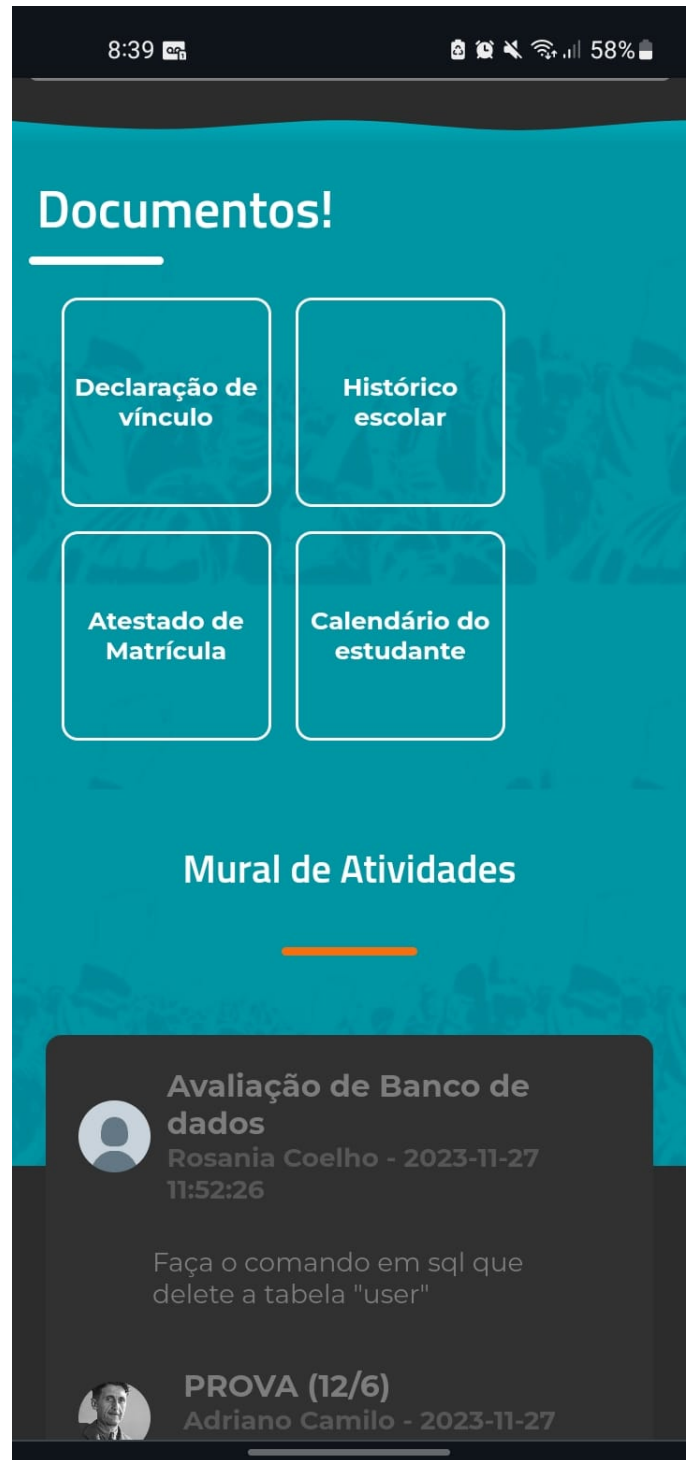 8:39
58%
Documentos!
Declaração de
vínculo
Histórico
escolar
Atestado de
Matrícula
Calendário do
estudante
Mural de Atividades
Avaliação de Banco de
dados
Rosania Coelho - 2023-11-27
11:52:26
Faça o comando em sql que
delete a tabela "user"
PROVA (12/6)
Adriano Camilo - 2023-11-27